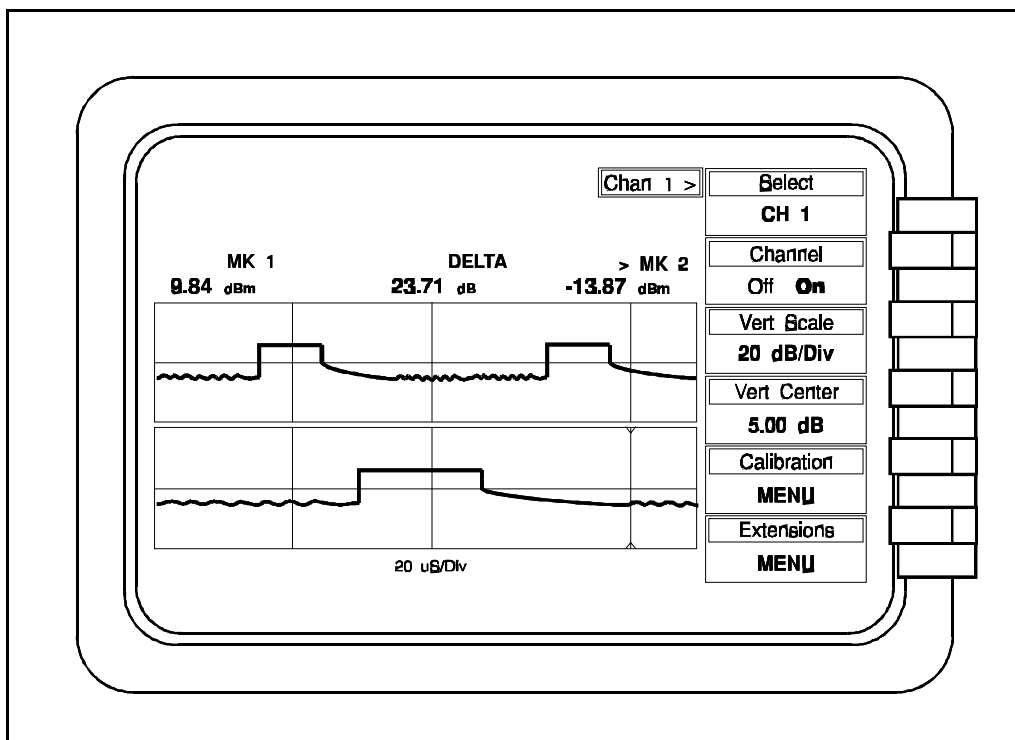 Chan 1 >
Select
CH 1
Channel
Off On
Vert Scale
20 dB/Div
Vert Center
5.00 dB
Calibration
MENU
Extensions
MENU
MK 1 DELTA > MK 2
9.84 dBm 23.71 dB -13.87 dBm
20 uS/Div